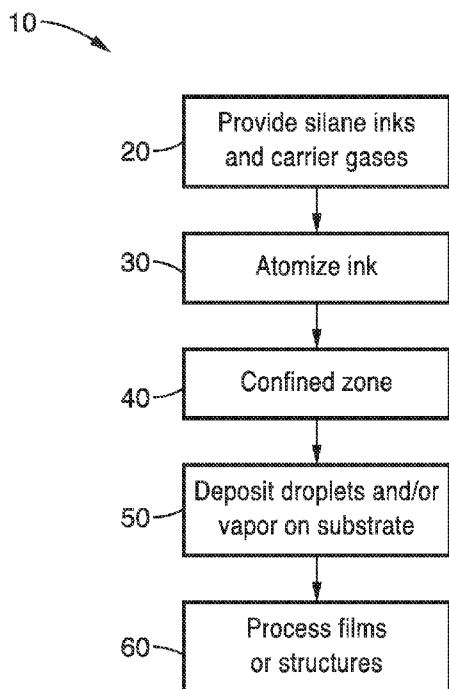 10
20
Provide silane inks
and carrier gases
30
Atomize ink
40
Confined zone
50
Deposit droplets and/or
vapor on substrate
60
Process films
or structures